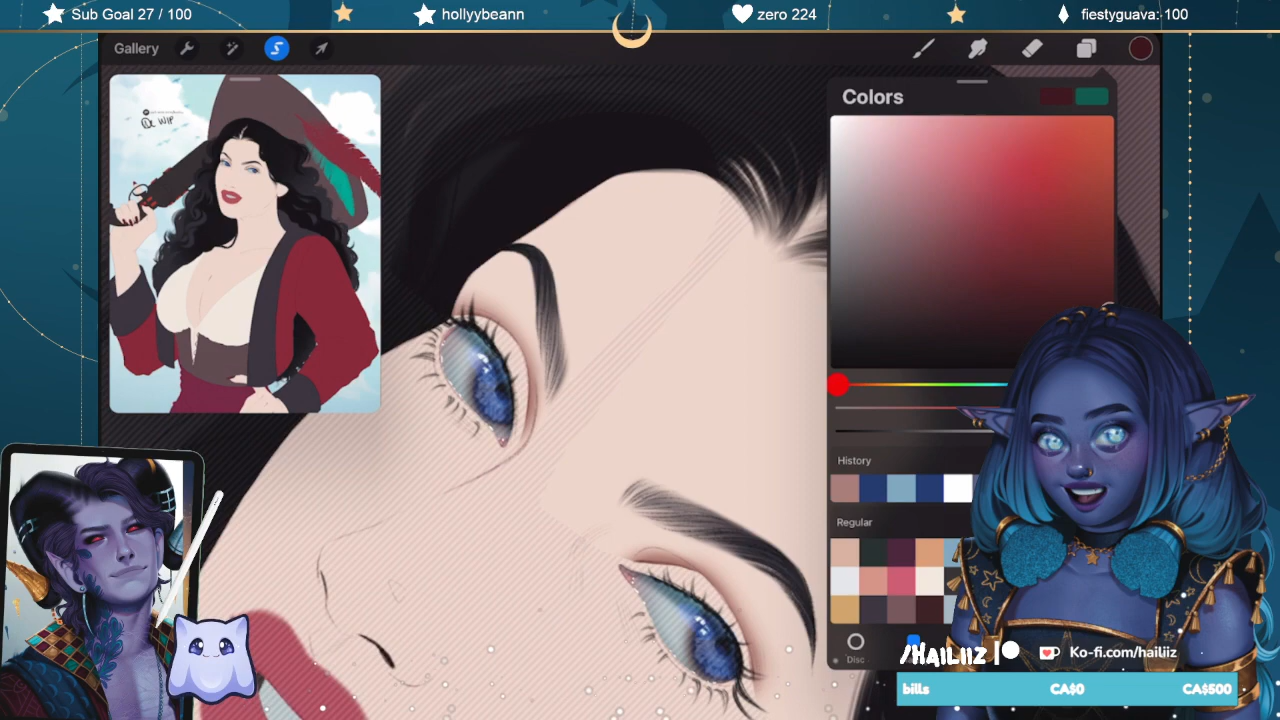 Sub Goal 27 / 100
hollyybeann
zero 224
fiestyguava: 100
Gallery
WIP
Colors
History
Regular
Disc
/HAiLiiZ
Ko-fi.com/hailiiz
bills CA$0 CA$500